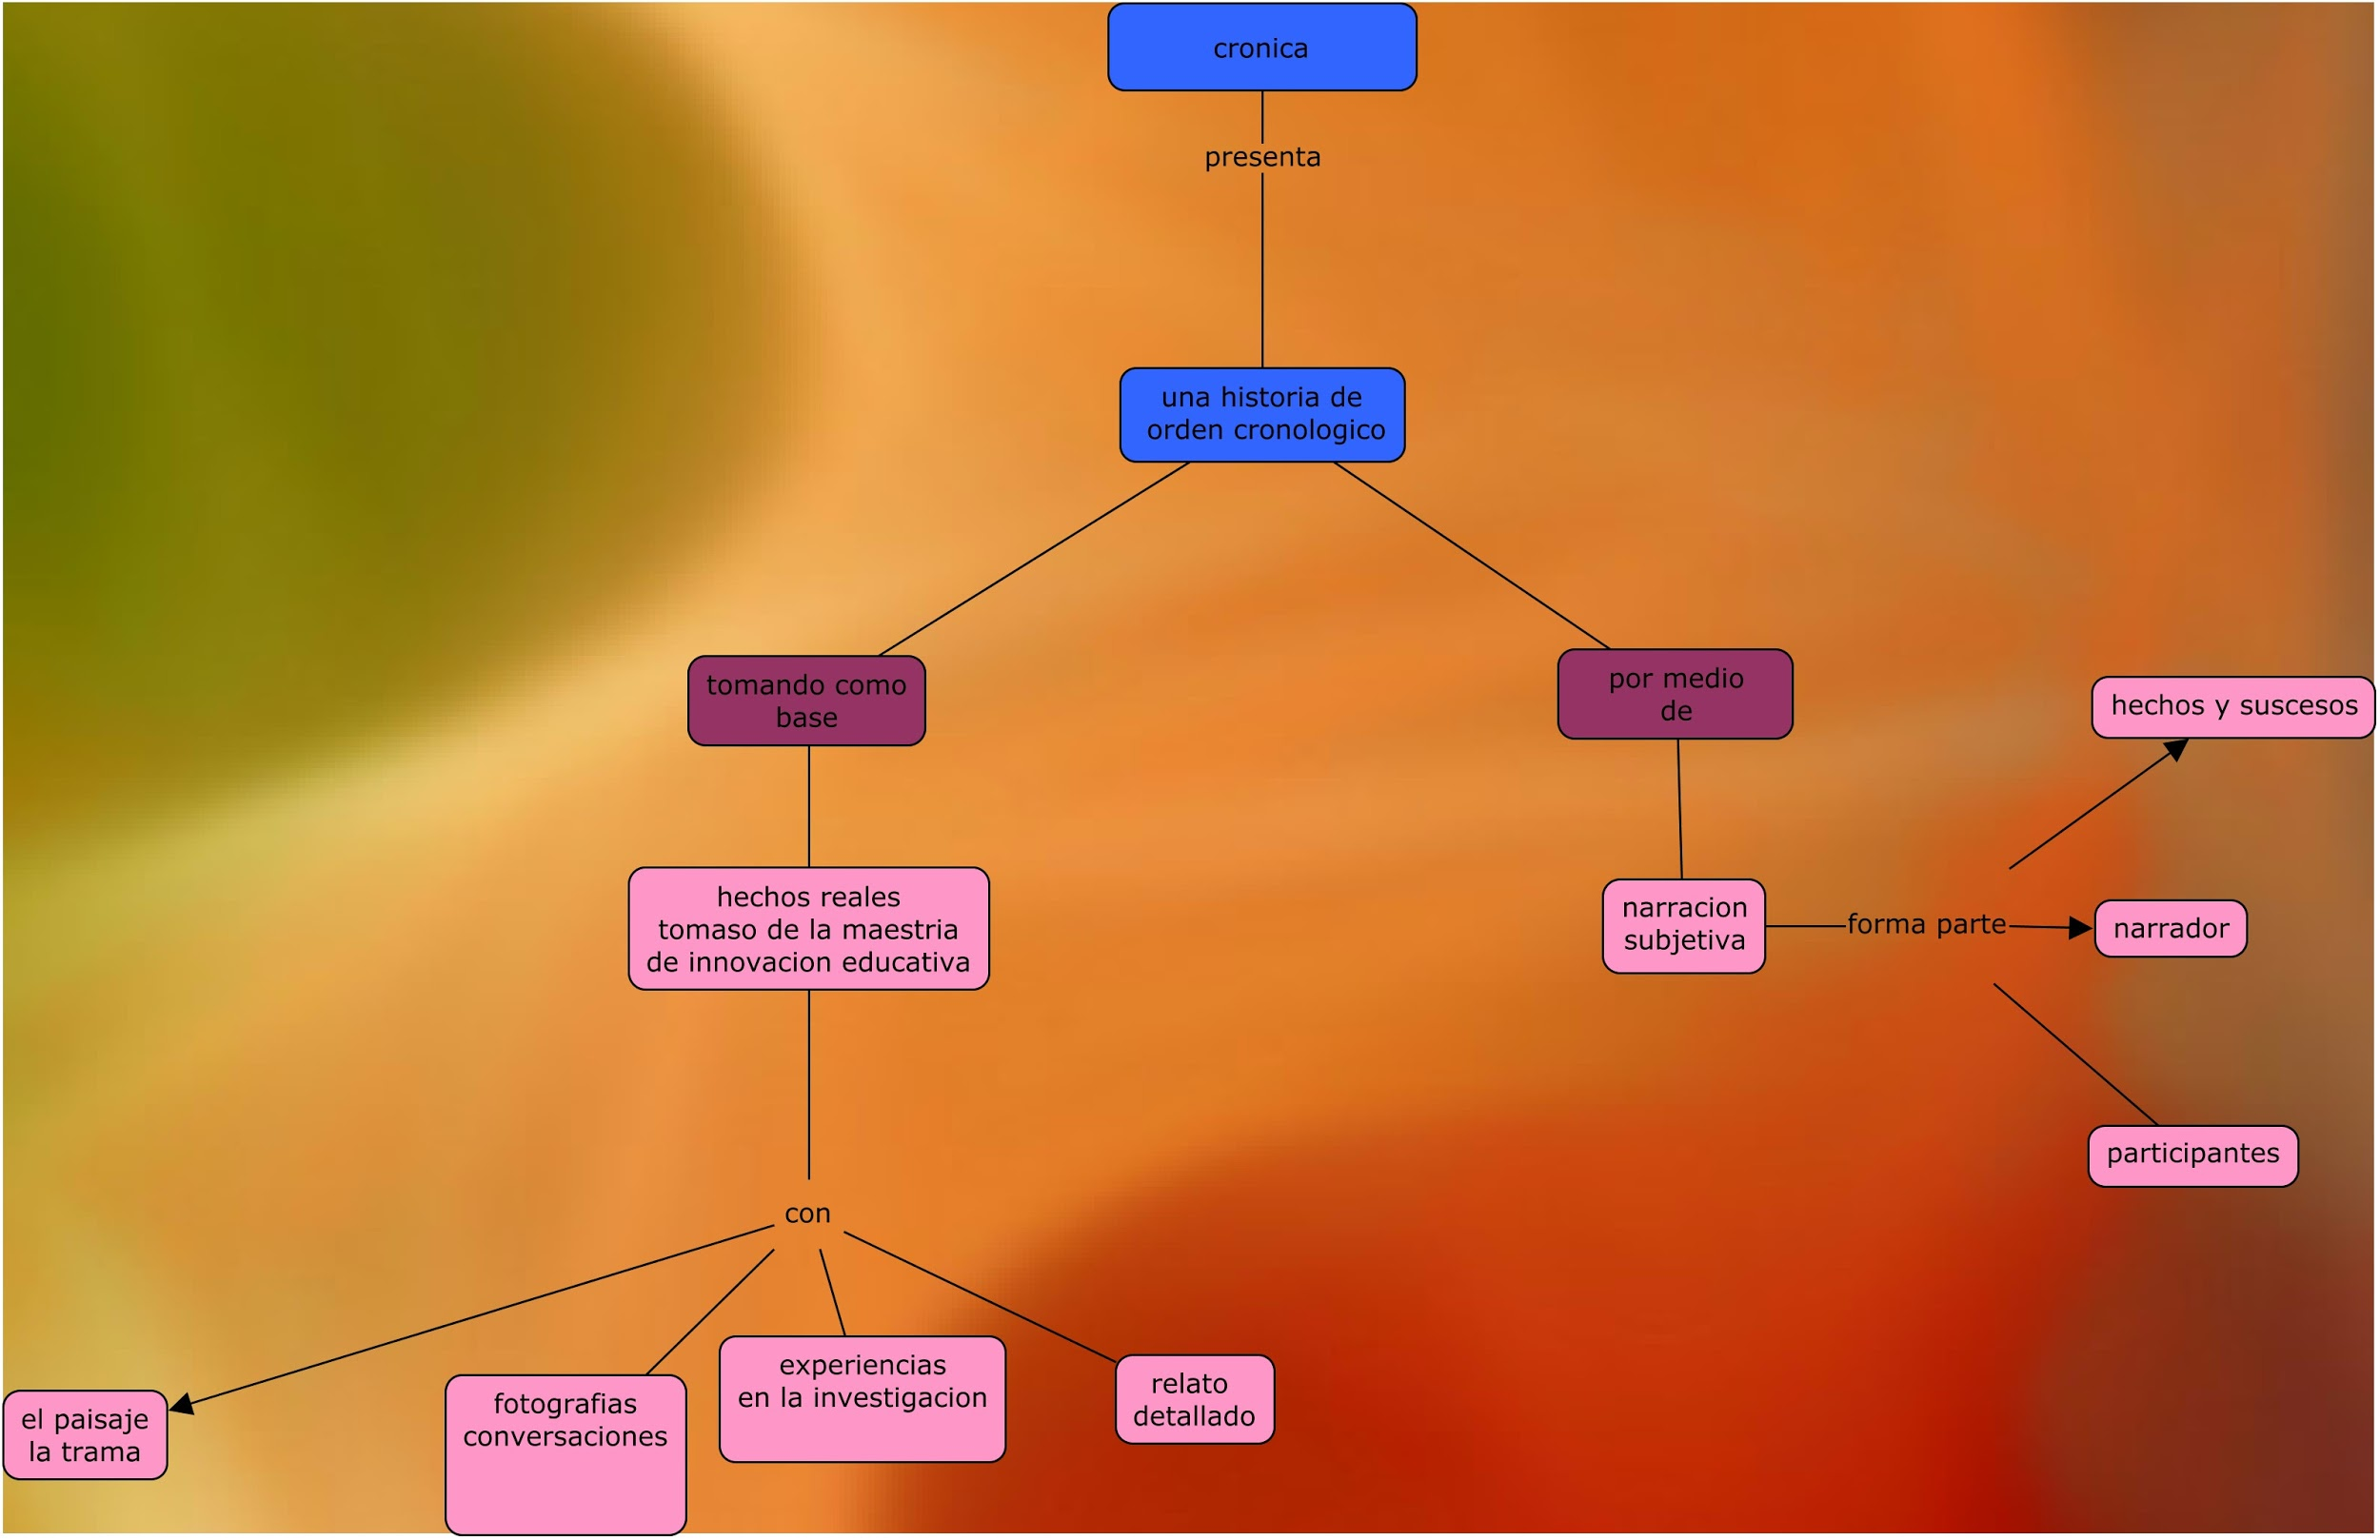 cronica
presenta
una historia de
orden cronologico
tomando como
base
por medio
de
hechos y suscesos
hechos reales
tomaso de la maestria
de innovacion educativa
narracion
subjetiva
forma parte
narrador
participantes
con
el paisaje
la trama
fotografias
conversaciones
experiencias
en la investigacion
relato
detallado